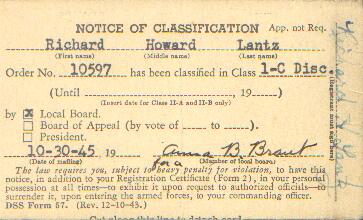 NOTICE OF CLASSIFICATION App. not Req.
Richard Howard Lantz
(First name) (Middle name) (Last name)
Order No. 10597 has been classified in Class 1-C Disc.
(Until ______, 19__)
(Insert date for Class II-A and II-B only)
by ☒ Local Board.
☐ Board of Appeal (by vote of ___ to ___).
☐ President.
10-30-45, 19__ Anna B. Braut
(Date of mailing) for a (Member of local board)
The law requires you, subject to heavy penalty for violation, to have this
notice, in addition to your Registration Certificate (Form 2), in your personal
possession at all times—to exhibit it upon request to authorized officials—to
surrender it, upon entering the armed forces, to your commanding officer.
DSS Form 57. (Rev. 12-10-43.)